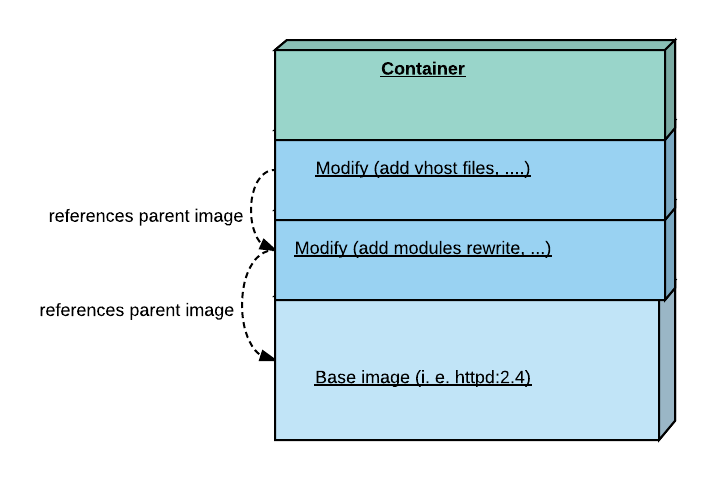 Container
Modify (add vhost files, ....)
references parent image
Modify (add modules rewrite, ...)
references parent image
Base image (i. e. httpd:2.4)